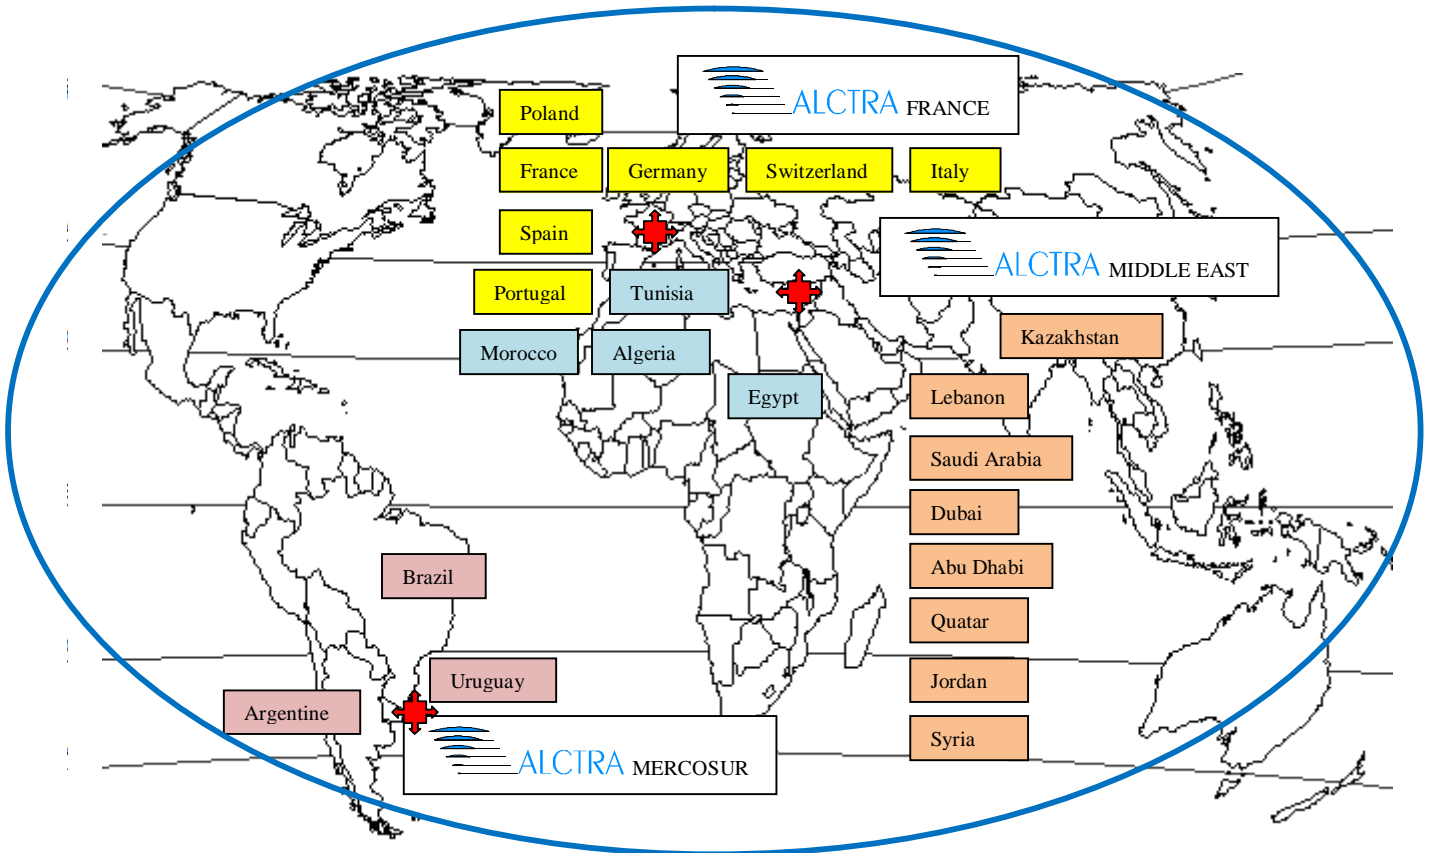 ALCTRA FRANCE
Poland
France Germany Switzerland Italy
Spain
ALCTRA MIDDLE EAST
Portugal Tunisia
Kazakhstan
Morocco Algeria
Egypt Lebanon
Saudi Arabia
Dubai
Abu Dhabi
Brazil
Quatar
Uruguay Jordan
Argentine
Syria
ALCTRA MERCOSUR